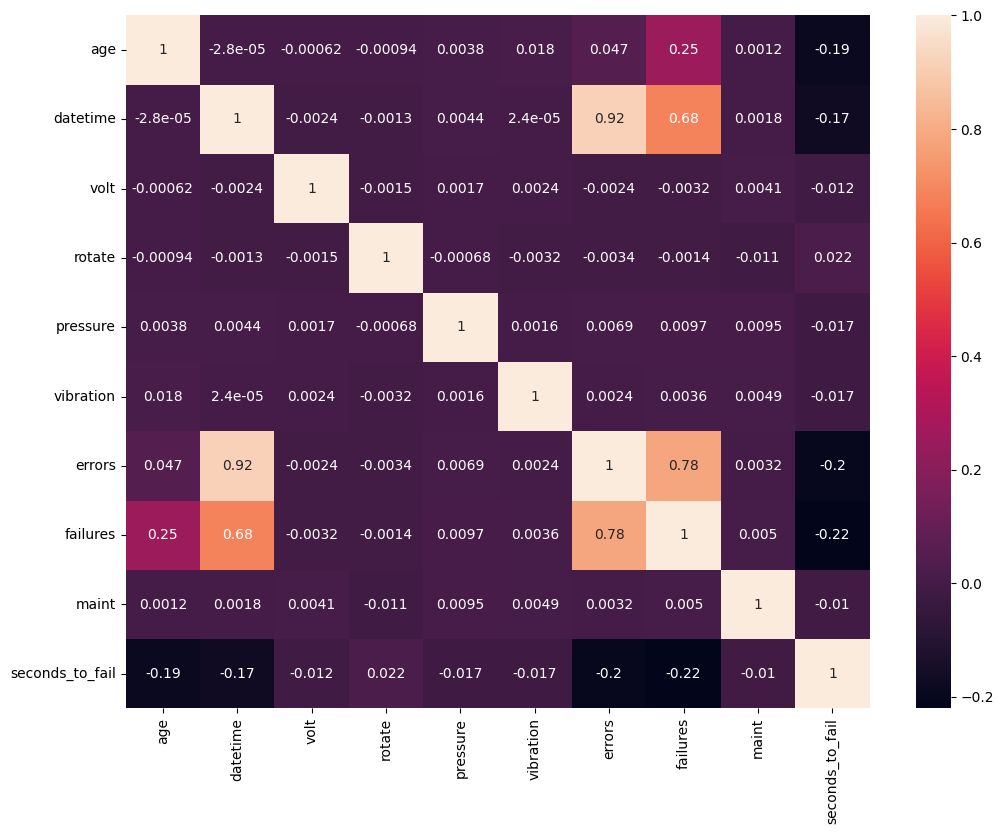 age 1 -2.8e-05 -0.00062 -0.00094 0.0038 0.018 0.047 0.25 0.0012 -0.19
datetime -2.8e-05 1 -0.0024 -0.0013 0.0044 2.4e-05 0.92 0.68 0.0018 -0.17
volt -0.00062 -0.0024 1 -0.0015 0.0017 0.0024 -0.0024 -0.0032 0.0041 -0.012
rotate -0.00094 -0.0013 -0.0015 1 -0.00068 -0.0032 -0.0034 -0.0014 -0.011 0.022
pressure 0.0038 0.0044 0.0017 -0.00068 1 0.0016 0.0069 0.0097 0.0095 -0.017
vibration 0.018 2.4e-05 0.0024 -0.0032 0.0016 1 0.0024 0.0036 0.0049 -0.017
errors 0.047 0.92 -0.0024 -0.0034 0.0069 0.0024 1 0.78 0.0032 -0.2
failures 0.25 0.68 -0.0032 -0.0014 0.0097 0.0036 0.78 1 0.005 -0.22
maint 0.0012 0.0018 0.0041 -0.011 0.0095 0.0049 0.0032 0.005 1 -0.01
seconds_to_fail -0.19 -0.17 -0.012 0.022 -0.017 -0.017 -0.2 -0.22 -0.01 1
age datetime volt rotate pressure vibration errors failures maint seconds_to_fail
1.0
0.8
0.6
0.4
0.2
0.0
−0.2